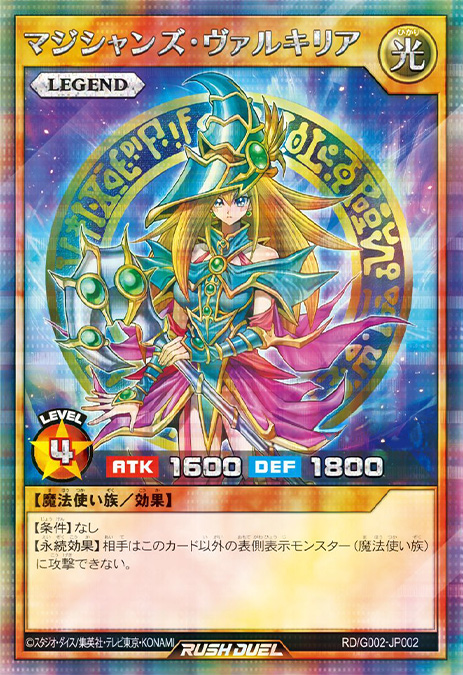 マジシャンズ・ヴァルキリア
光
ひかり
LEGEND
LEVEL
4
ATK 1600 DEF 1800
【魔法使い族/効果】
【条件】なし
【永続効果】相手はこのカード以外の表側表示モンスター(魔法使い族)
に攻撃できない。
©スタジオ・ダイス/集英社・テレビ東京・KONAMI
RUSH DUEL
RD/G002-JP002